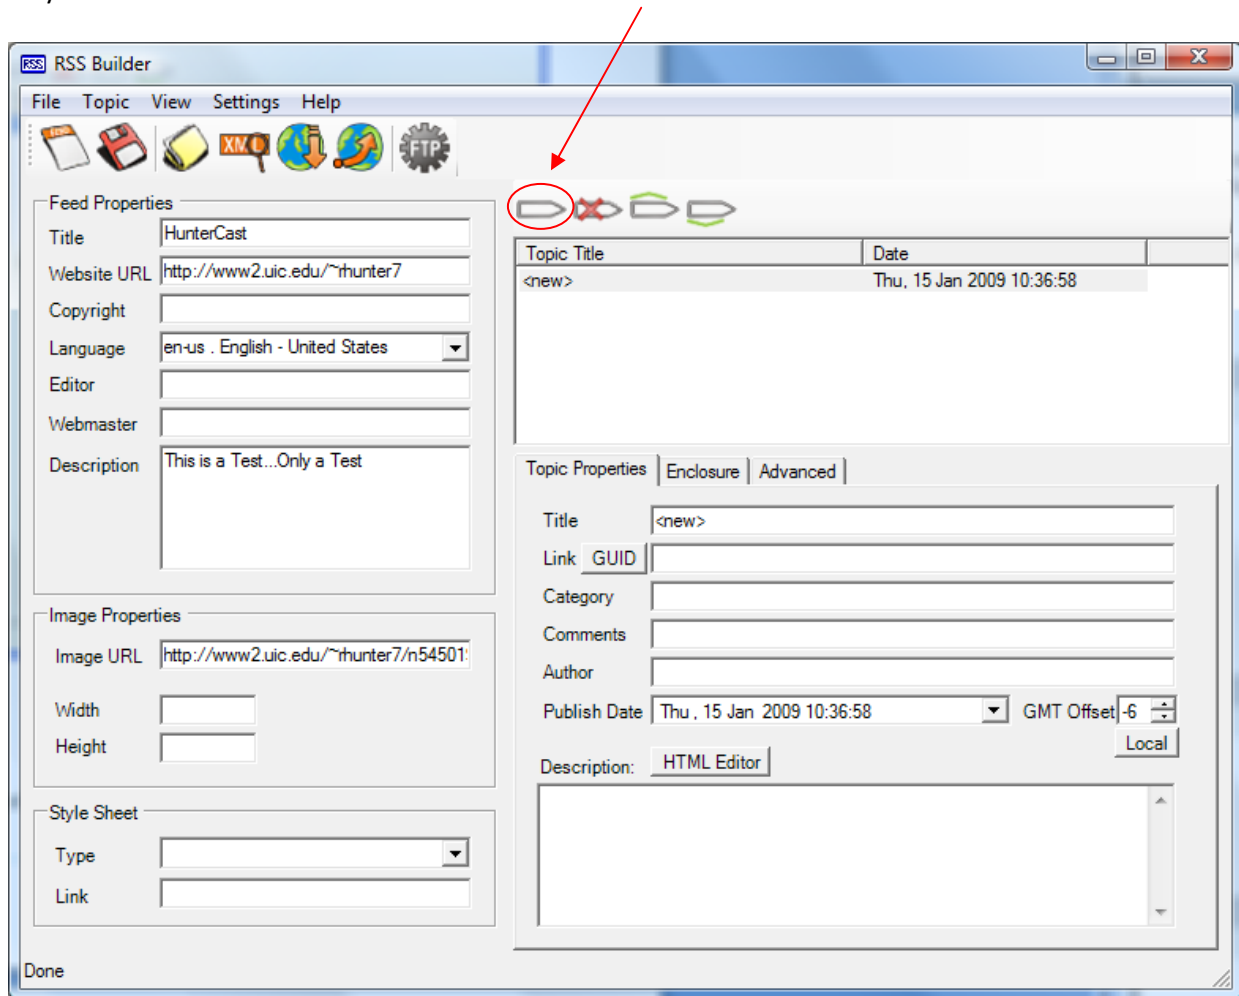 RSS RSS Builder
File Topic View Settings Help
XML FTP
Feed Properties
Title HunterCast
Website URL http://www2.uic.edu/~rhunter7
Copyright
Language en-us . English - United States
Editor
Webmaster
Description This is a Test...Only a Test
Image Properties
Image URL http://www2.uic.edu/~rhunter7/n54501
Width
Height
Style Sheet
Type
Link
Topic Title Date
<new> Thu, 15 Jan 2009 10:36:58
Topic Properties Enclosure Advanced
Title <new>
Link GUID
Category
Comments
Author
Publish Date Thu , 15 Jan 2009 10:36:58 GMT Offset -6
Local
Description: HTML Editor
Done